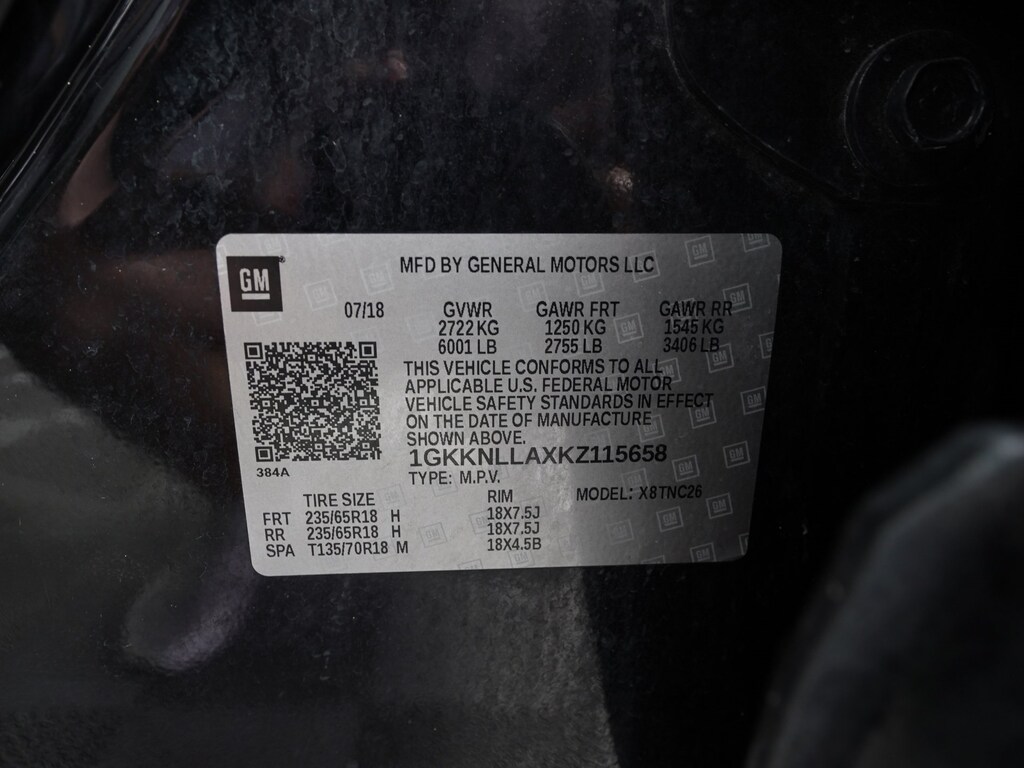 GM
MFD BY GENERAL MOTORS LLC
07/18 GVWR GAWR FRT GAWR RR
2722 KG 1250 KG 1545 KG
6001 LB 2755 LB 3406 LB
THIS VEHICLE CONFORMS TO ALL
APPLICABLE U.S. FEDERAL MOTOR
VEHICLE SAFETY STANDARDS IN EFFECT
ON THE DATE OF MANUFACTURE
SHOWN ABOVE.
384A
1GKKNLLAXKZ115658
TYPE: M.P.V.
TIRE SIZE RIM MODEL: X8TNC26
FRT 235/65R18 H 18X7.5J
RR 235/65R18 H 18X7.5J
SPA T135/70R18 M 18X4.5B